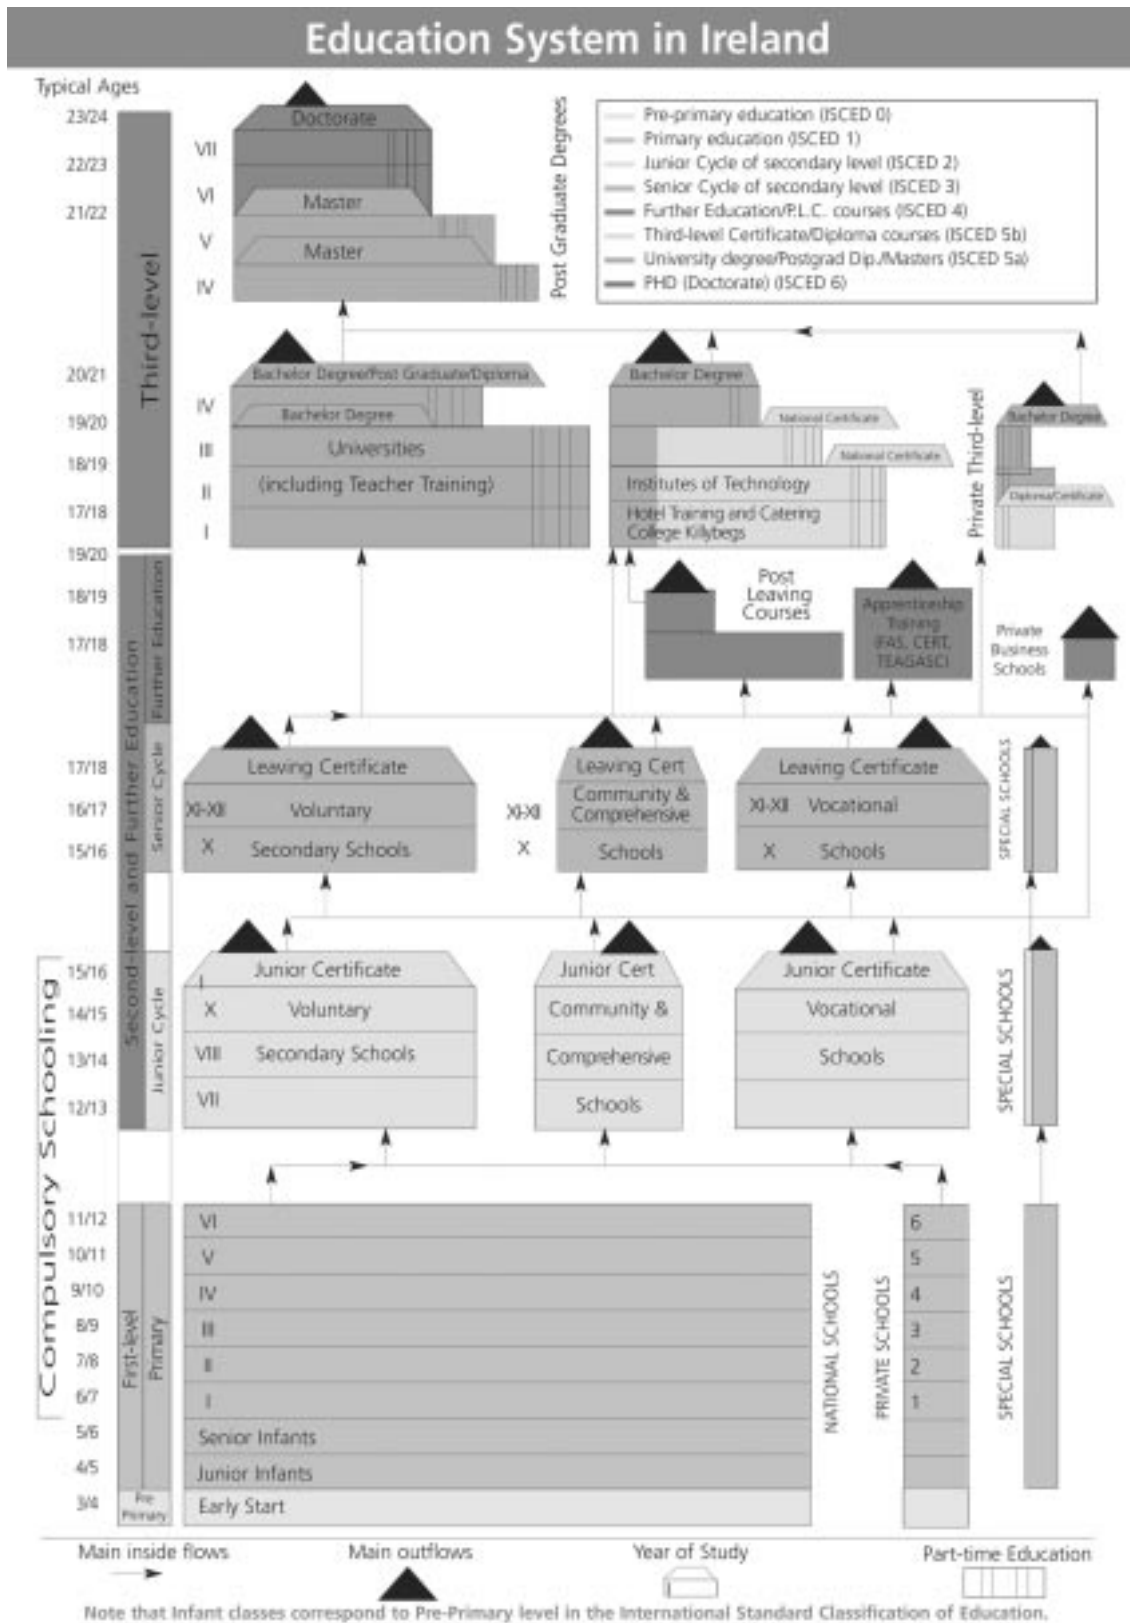 Education System in Ireland
Typical Ages
23/24
22/23
21/22
20/21
19/20
18/19
17/18
19/20
18/19
17/18
17/18
16/17
15/16
15/16
14/15
13/14
12/13
11/12
10/11
9/10
8/9
7/8
6/7
5/6
4/5
3/4
Third-level
Second-level and Further Education
Further Education
Senior Cycle
Junior Cycle
Compulsory Schooling
First-level
Primary
Pre
Primary
Doctorate
VII
VI
Master
V
Master
IV
Post Graduate Degrees
Pre-primary education (ISCED 0)
Primary education (ISCED 1)
Junior Cycle of secondary level (ISCED 2)
Senior Cycle of secondary level (ISCED 3)
Further Education/P.L.C. courses (ISCED 4)
Third-level Certificate/Diploma courses (ISCED 5b)
University degree/Postgrad Dip./Masters (ISCED 5a)
PHD (Doctorate) (ISCED 6)
Bachelor Degree/Post Graduate/Diploma
IV
Bachelor Degree
III
Universities
II
(including Teacher Training)
I
Bachelor Degree
National Certificate
National Certificate
Institutes of Technology
Hotel Training and Catering
College Killybegs
Private Third-level
Bachelor Degree
Diploma/Certificate
Post
Leaving
Courses
Apprenticeship
Training
(FAS, CERT,
TEAGASC)
Private
Business
Schools
Leaving Certificate
XI-XII Voluntary
X Secondary Schools
Leaving Cert
XI-XII
Community &
Comprehensive
X Schools
Leaving Certificate
XI-XII Vocational
X Schools
SPECIAL SCHOOLS
Junior Certificate
I
X Voluntary
VIII Secondary Schools
VII
Junior Cert
Community &
Comprehensive
Schools
Junior Certificate
Vocational
Schools
SPECIAL SCHOOLS
VI
V
IV
III
II
I
Senior Infants
Junior Infants
Early Start
NATIONAL SCHOOLS
PRIVATE SCHOOLS
6
5
4
3
2
1
SPECIAL SCHOOLS
Main inside flows
Main outflows
Year of Study
Part-time Education
Note that Infant classes correspond to Pre-Primary level in the International Standard Classification of Education.